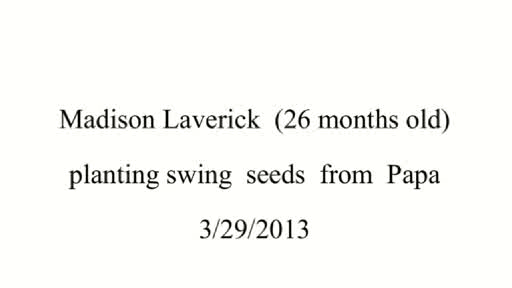 Madison Laverick (26 months old)
planting swing seeds from Papa
3/29/2013